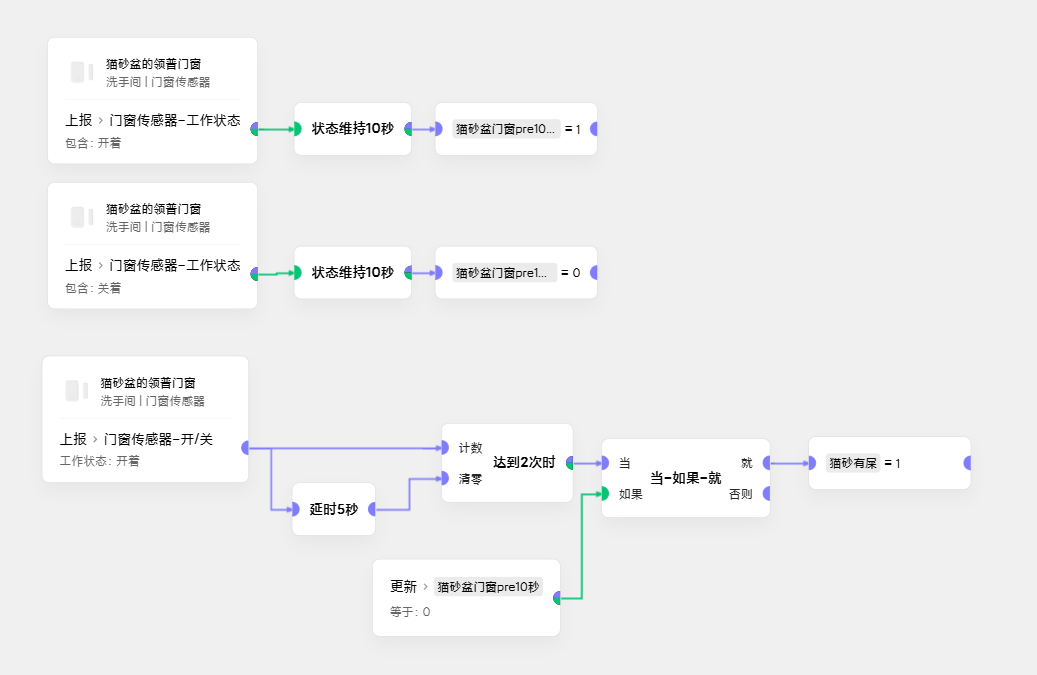 猫砂盆的领普门窗
洗手间 | 门窗传感器
上报 › 门窗传感器-工作状态
包含: 开着
状态维持10秒
猫砂盆门窗pre10... = 1
猫砂盆的领普门窗
洗手间 | 门窗传感器
上报 › 门窗传感器-工作状态
包含: 关着
状态维持10秒
猫砂盆门窗pre1... = 0
猫砂盆的领普门窗
洗手间 | 门窗传感器
上报 › 门窗传感器-开/关
工作状态: 开着
延时5秒
计数
达到2次时
清零
当
就
当-如果-就
如果
否则
猫砂有屎 = 1
更新 › 猫砂盆门窗pre10秒
等于: 0